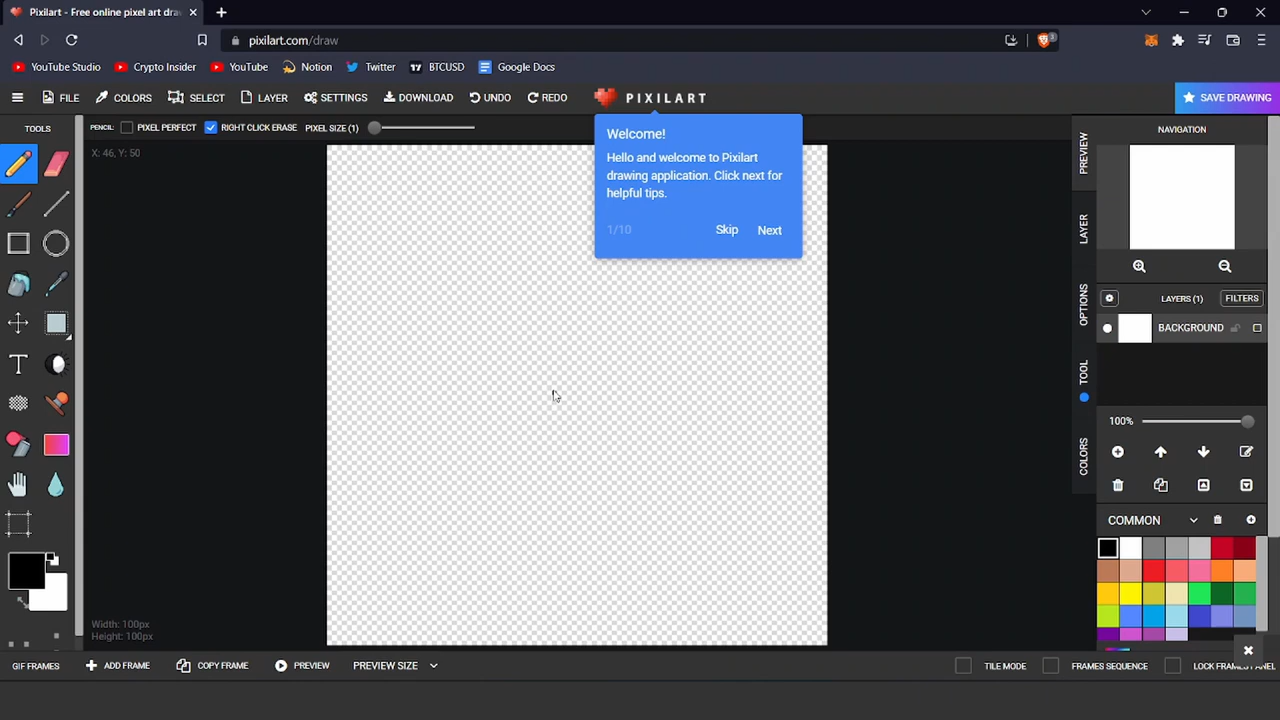 Pixilart - Free online pixel art dra
pixilart.com/draw
3
YouTube Studio
Crypto Insider
YouTube
Notion
Twitter
BTCUSD
Google Docs
FILE
COLORS
SELECT
LAYER
SETTINGS
DOWNLOAD
UNDO
REDO
PIXILART
SAVE DRAWING
TOOLS
PENCIL:
PIXEL PERFECT
RIGHT CLICK ERASE
PIXEL SIZE (1)
X: 46, Y: 50
Welcome!
Hello and welcome to Pixilart
drawing application. Click next for
helpful tips.
1/10
Skip
Next
PREVIEW
LAYER
OPTIONS
TOOL
COLORS
NAVIGATION
LAYERS (1)
FILTERS
BACKGROUND
100%
COMMON
Width: 100px
Height: 100px
GIF FRAMES
ADD FRAME
COPY FRAME
PREVIEW
PREVIEW SIZE
TILE MODE
FRAMES SEQUENCE
LOCK FRAMES PANEL